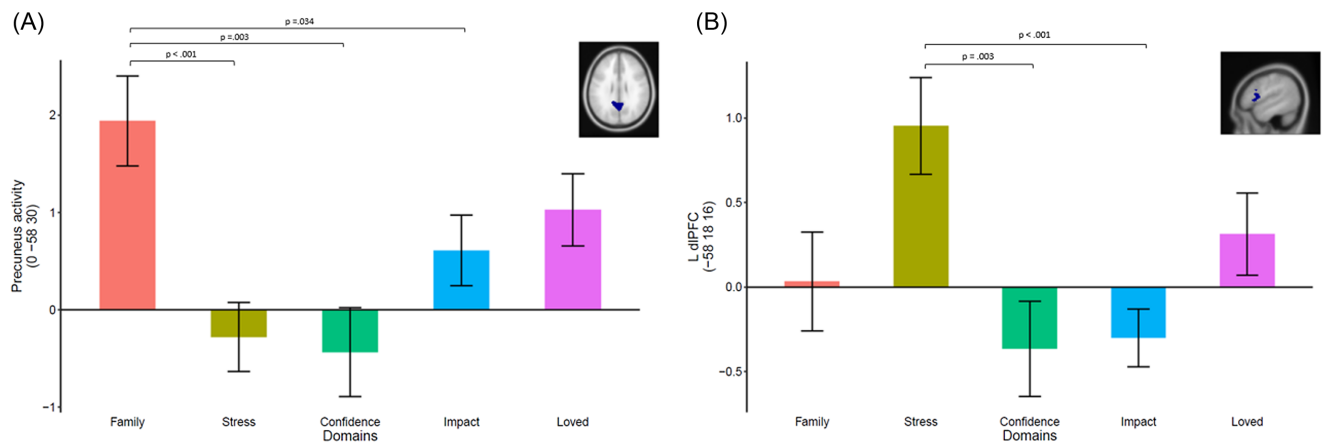 (A)
p =.034
p =.003
p < .001
2
1
0
−1
Precuneus activity
(0 −58 30)
Family
Stress
Confidence
Impact
Loved
Domains
(B)
p < .001
p = .003
1.0
0.5
0.0
−0.5
L dlPFC
(−58 18 16)
Family
Stress
Confidence
Impact
Loved
Domains